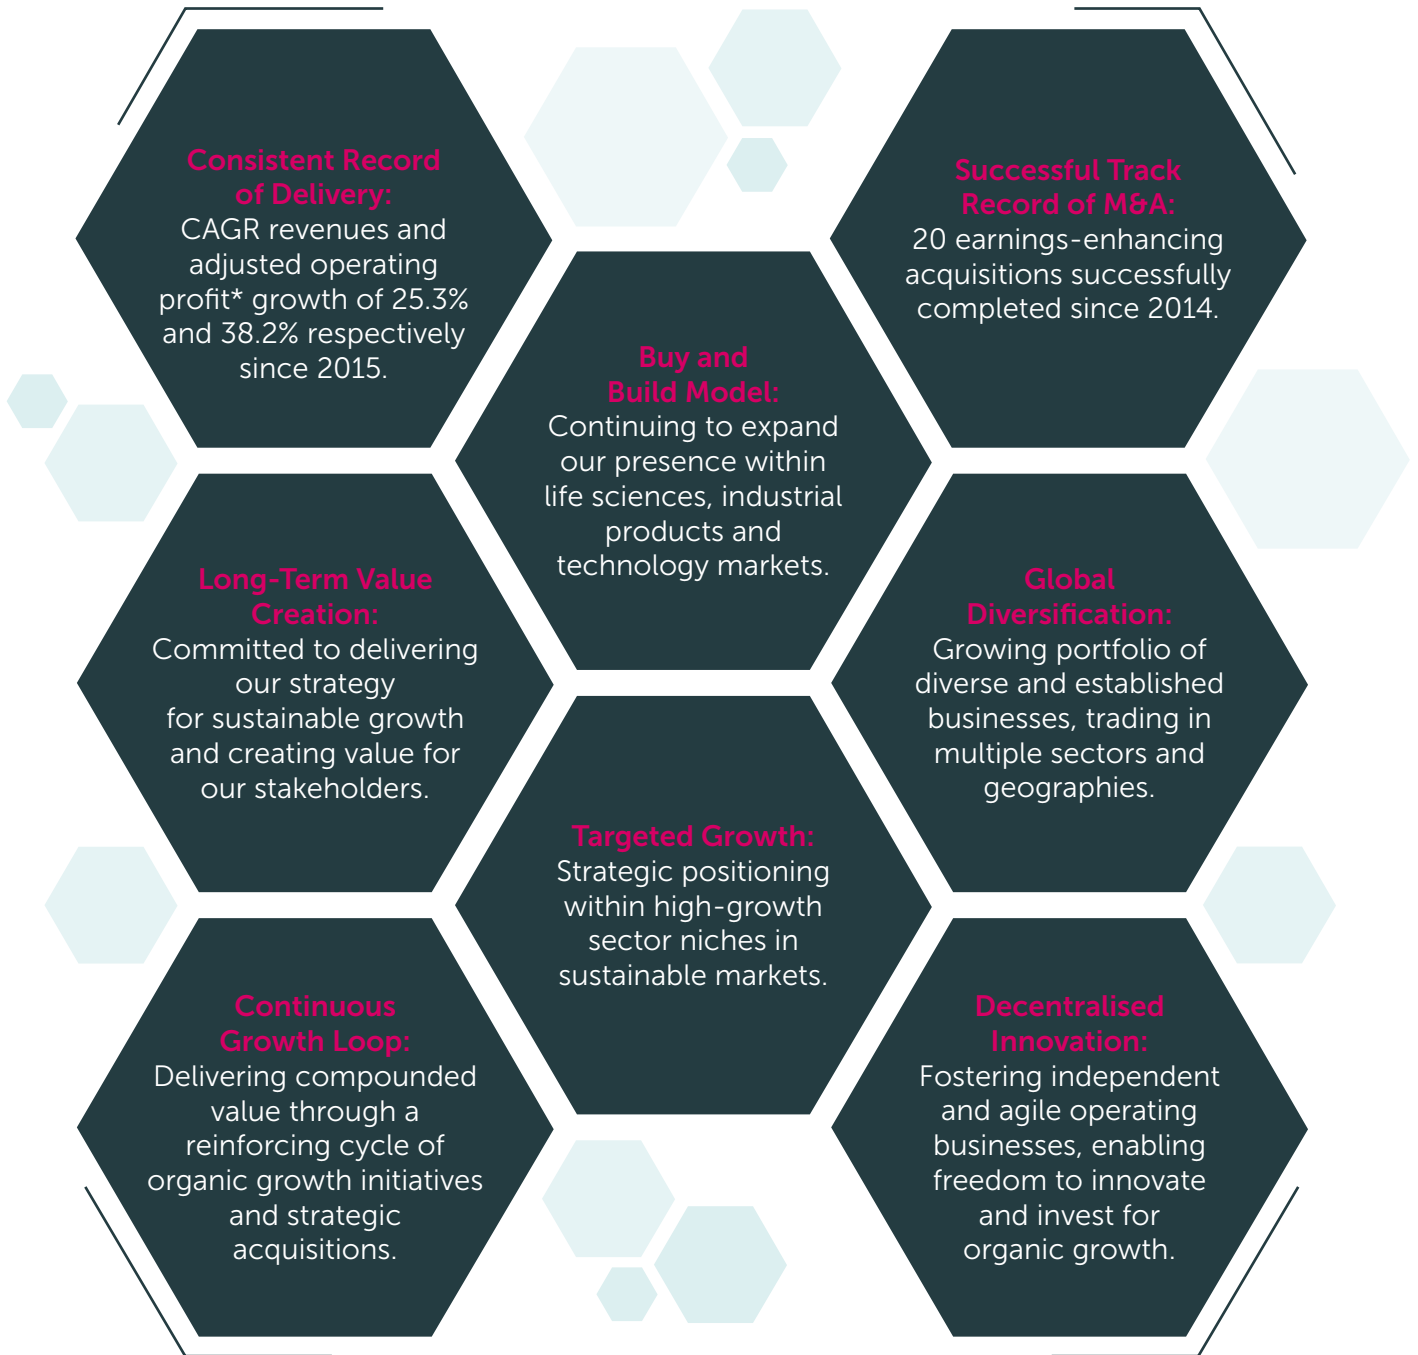 Consistent Record
of Delivery:
CAGR revenues and
adjusted operating
profit* growth of 25.3%
and 38.2% respectively
since 2015.
Successful Track
Record of M&A:
20 earnings-enhancing
acquisitions successfully
completed since 2014.
Buy and
Build Model:
Continuing to expand
our presence within
life sciences, industrial
products and
technology markets.
Long-Term Value
Creation:
Committed to delivering
our strategy
for sustainable growth
and creating value for
our stakeholders.
Global
Diversification:
Growing portfolio of
diverse and established
businesses, trading in
multiple sectors and
geographies.
Targeted Growth:
Strategic positioning
within high-growth
sector niches in
sustainable markets.
Continuous
Growth Loop:
Delivering compounded
value through a
reinforcing cycle of
organic growth initiatives
and strategic
acquisitions.
Decentralised
Innovation:
Fostering independent
and agile operating
businesses, enabling
freedom to innovate
and invest for
organic growth.